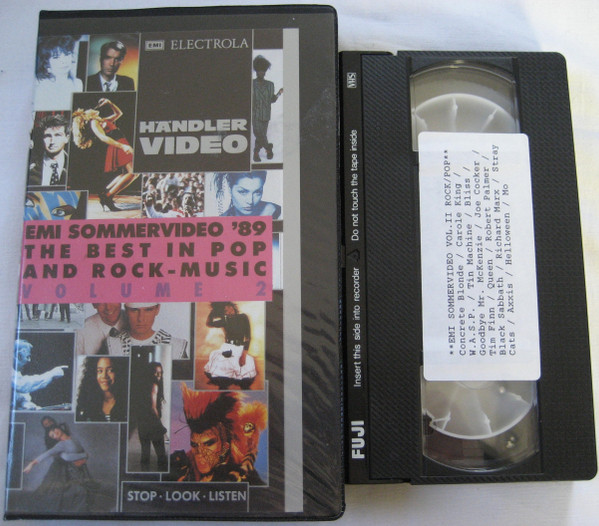 EMI ELECTROLA
HÄNDLER
VIDEO
EMI SOMMERVIDEO '89
THE BEST IN POP
AND ROCK-MUSIC
VOLUME 2
STOP · LOOK · LISTEN
VHS
Do not touch the tape inside
Insert this side into recorder
FUJI
**EMI SOMMERVIDEO VOL.II ROCK/POP**
Concrete Blonde / Carole King /
W.A.S.P. / Tin Machine / Bliss /
Goodbye Mr. McKenzie / Joe Cocker /
Tim Finn / Queen / Robert Palmer /
Black Sabbath / Richard Marx / Stray
Cats / Axxis / Helloween / Mo